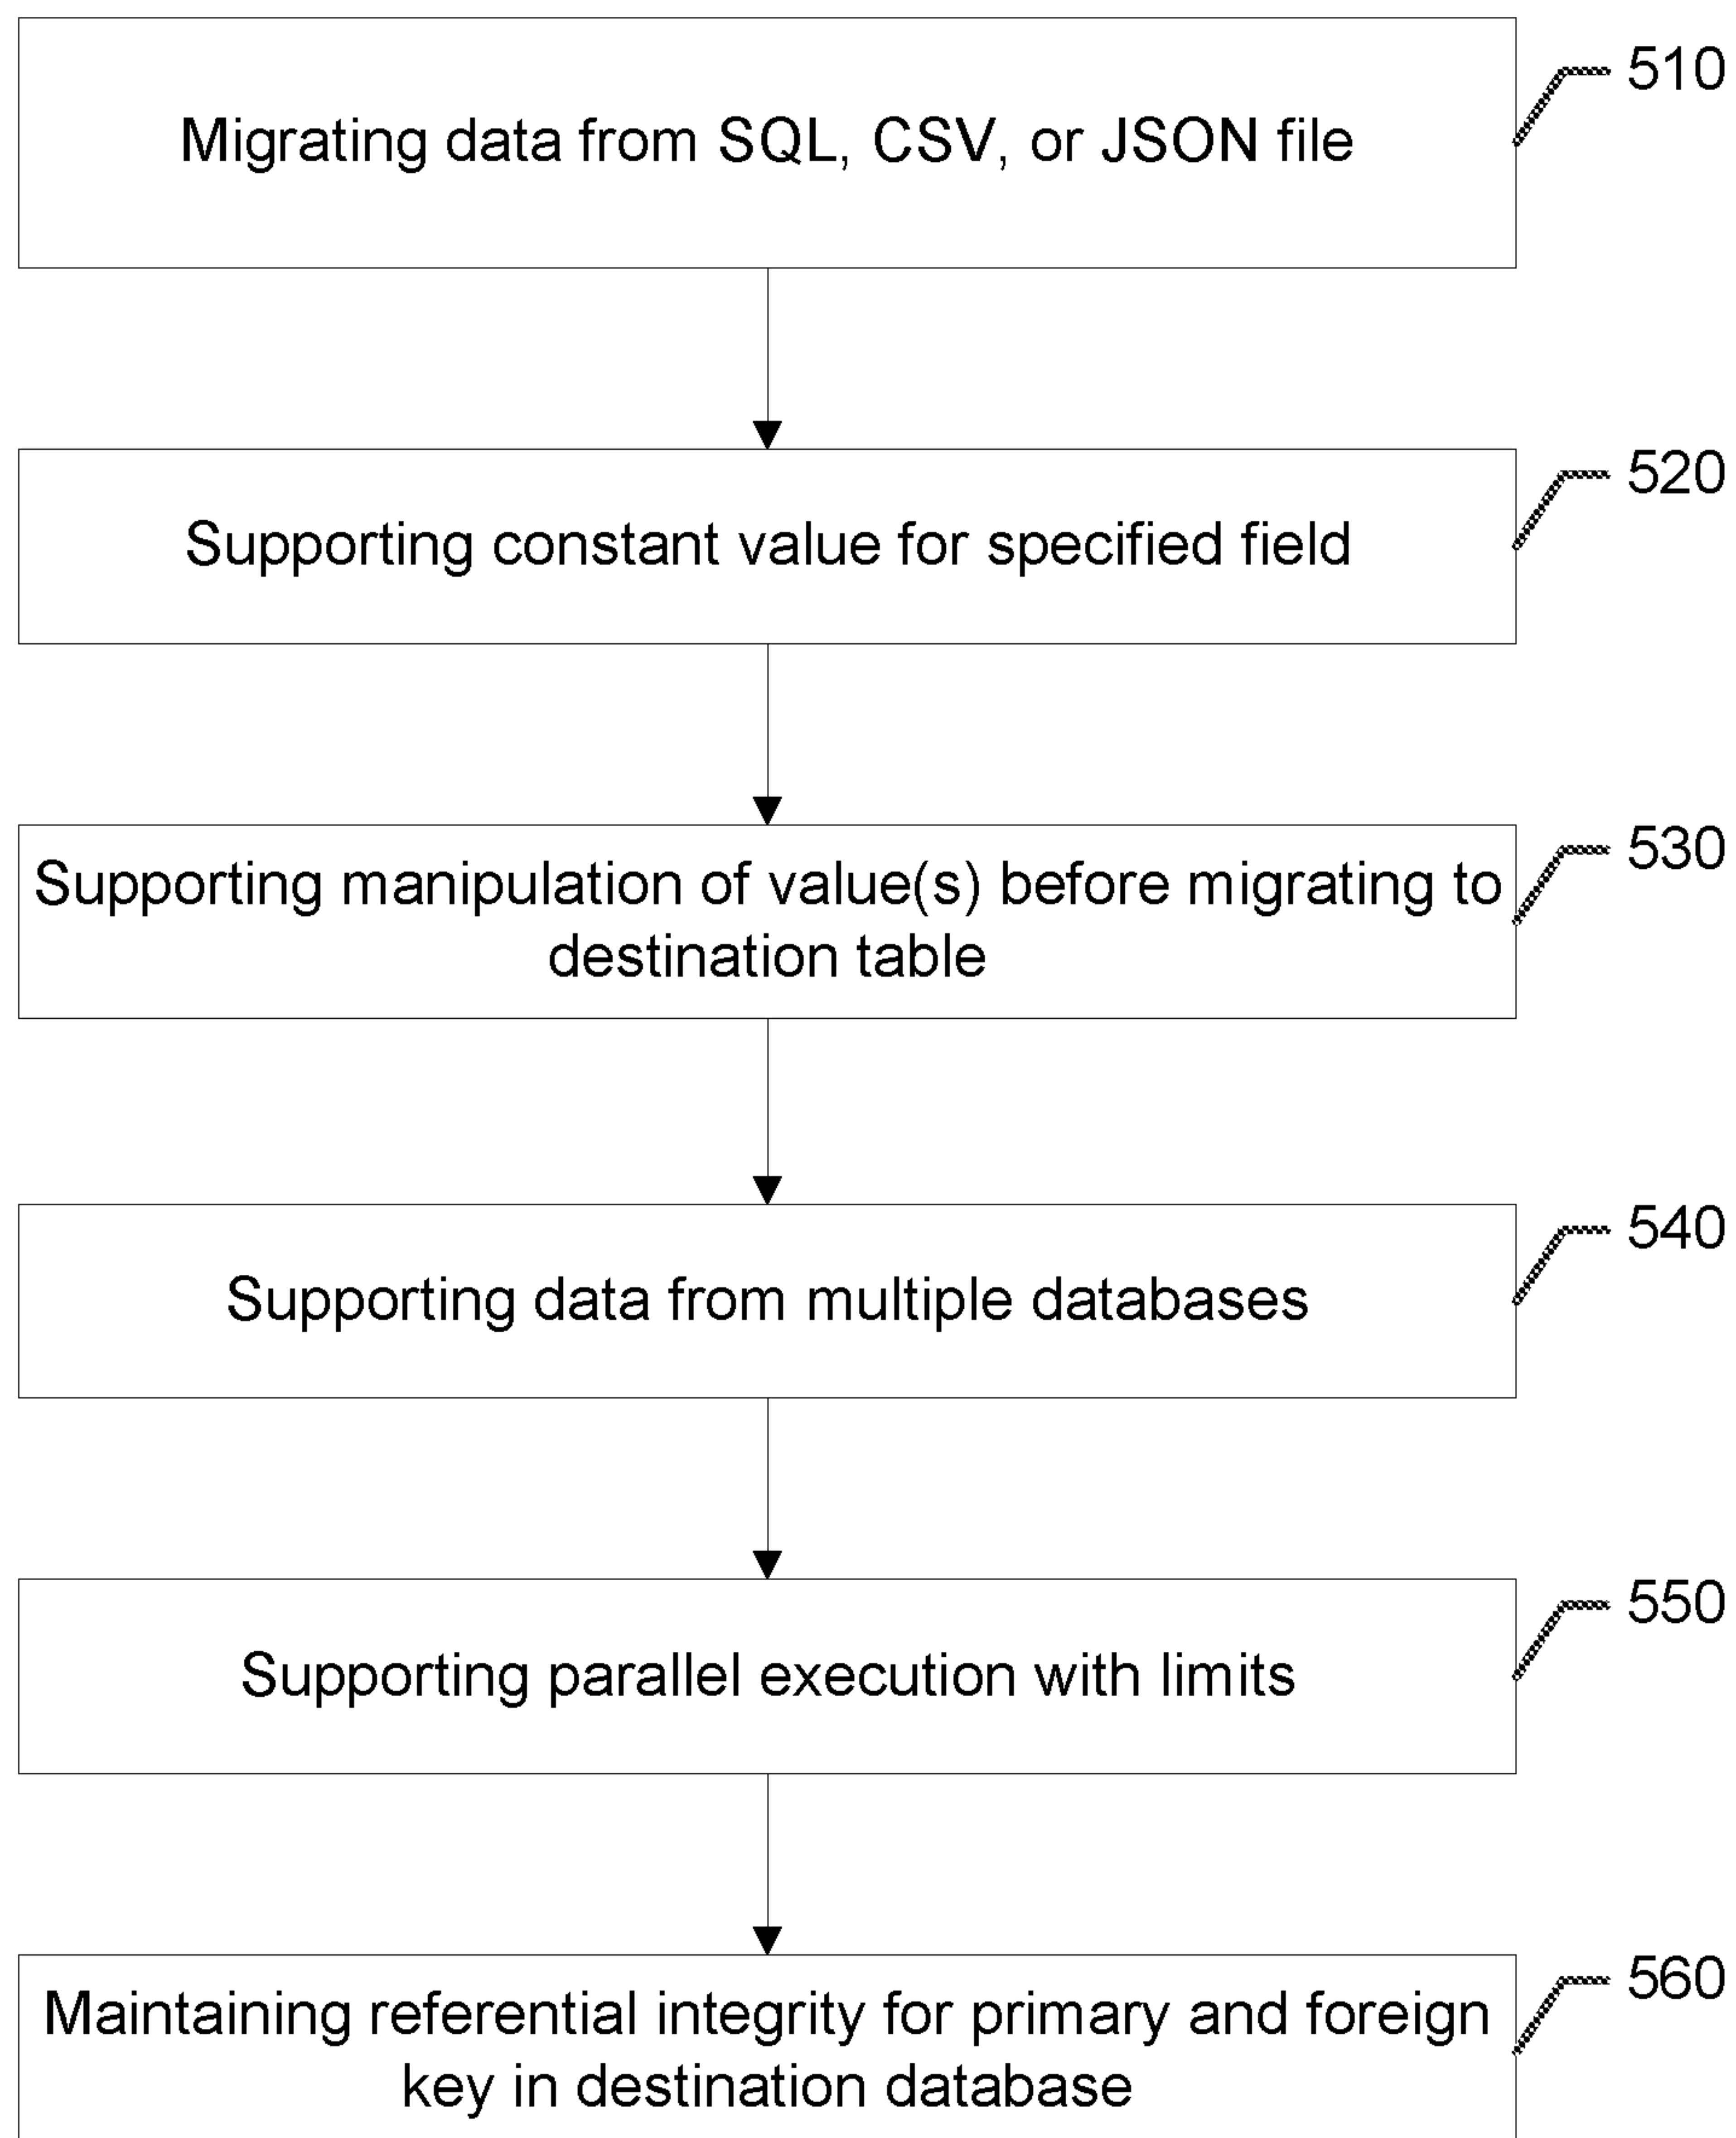 510
Migrating data from SQL, CSV, or JSON file
520
Supporting constant value for specified field
530
Supporting manipulation of value(s) before migrating to
destination table
540
Supporting data from multiple databases
550
Supporting parallel execution with limits
560
Maintaining referential integrity for primary and foreign
key in destination database